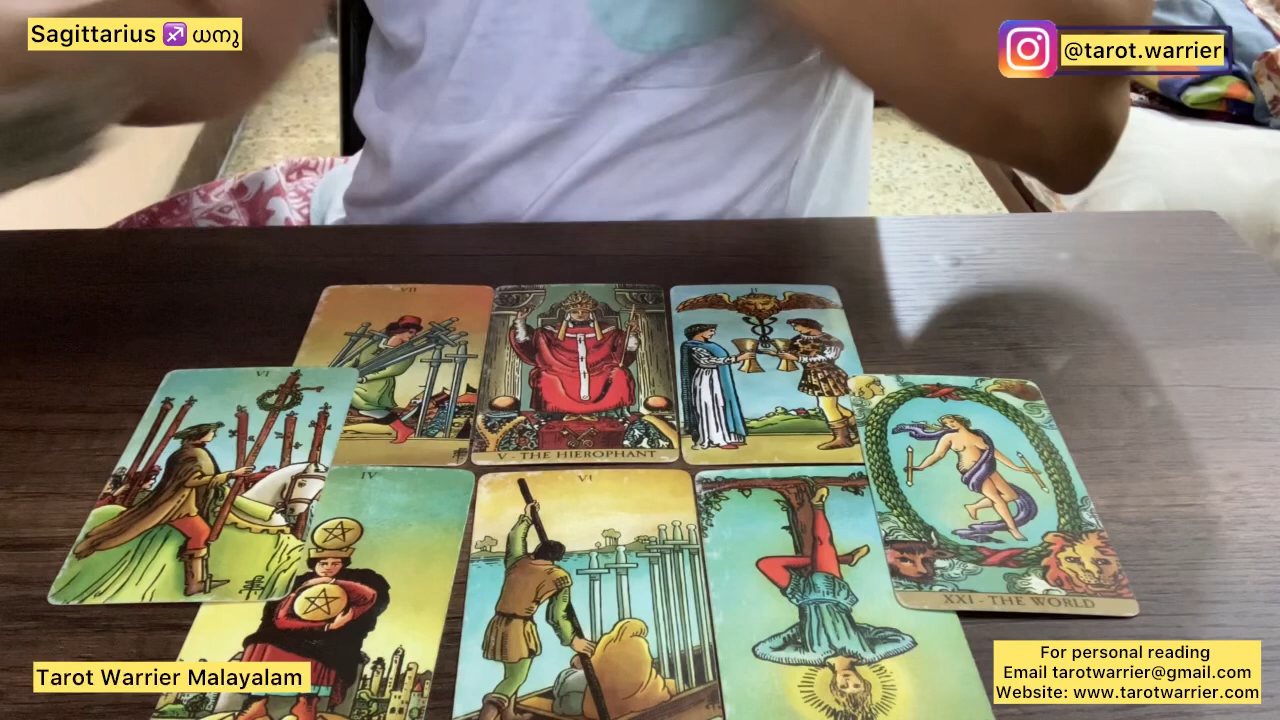 Sagittarius ♐ ധനു
@tarot.warrier
VII
II
V - THE HIEROPHANT
VI
IV
VI
XXI - THE WORLD
Tarot Warrier Malayalam
For personal reading
Email tarotwarrier@gmail.com
Website: www.tarotwarrier.com